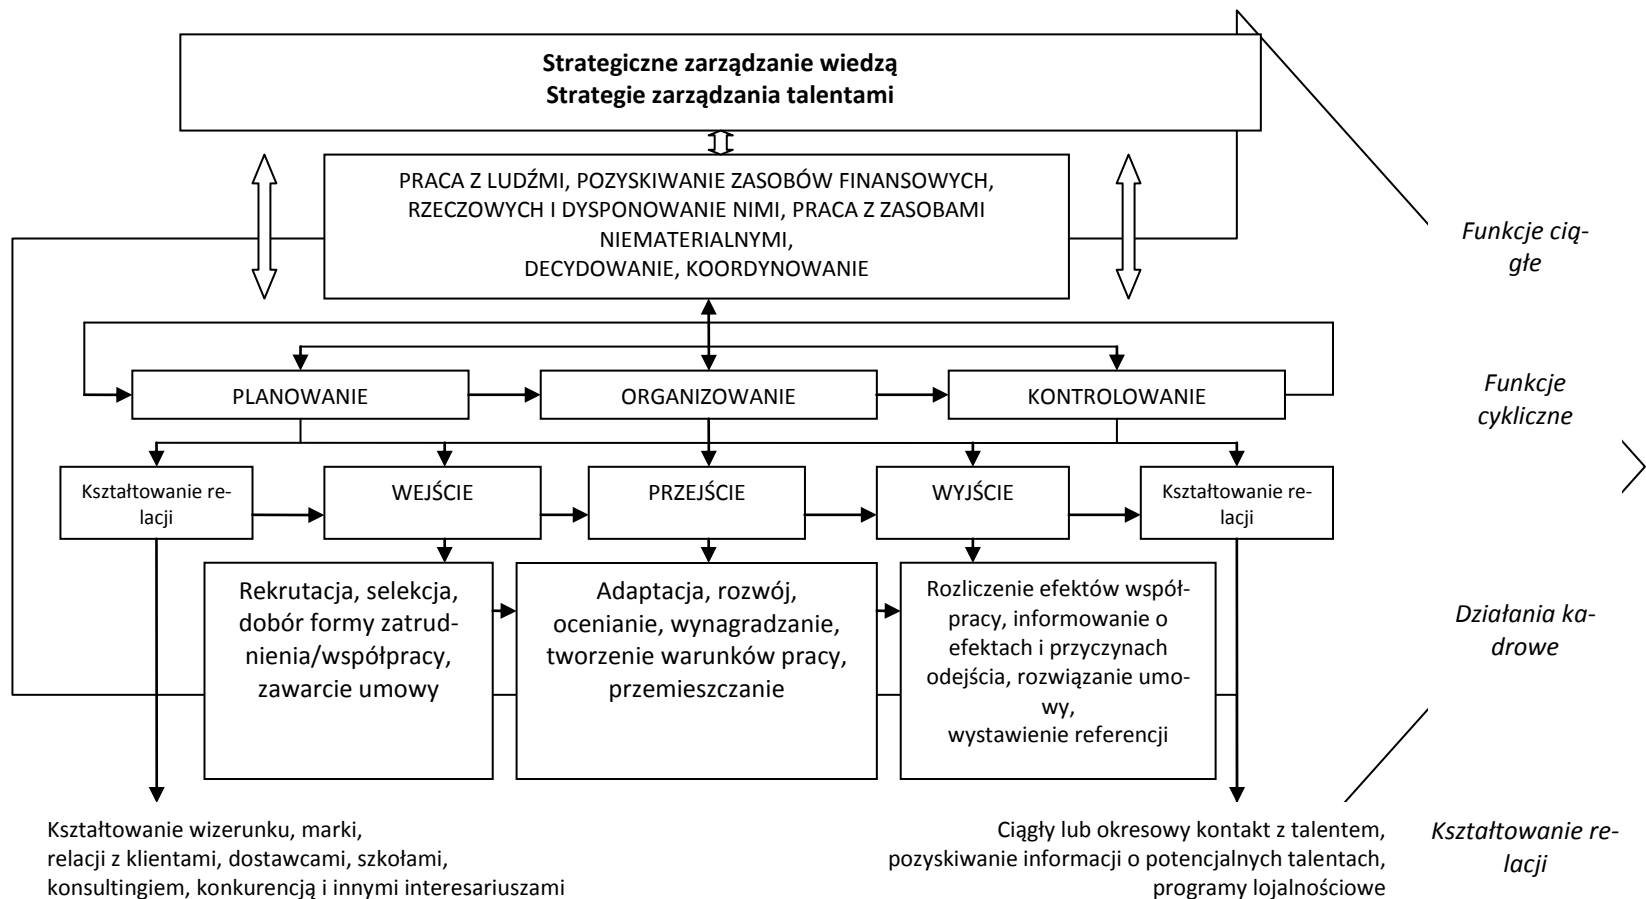 Strategiczne zarządzanie wiedzą
Strategie zarządzania talentami
PRACA Z LUDŹMI, POZYSKIWANIE ZASOBÓW FINANSOWYCH,
RZECZOWYCH I DYSPONOWANIE NIMI, PRACA Z ZASOBAMI
NIEMATERIALNYMI,
DECYDOWANIE, KOORDYNOWANIE
Funkcje cią-
głe
PLANOWANIE
ORGANIZOWANIE
KONTROLOWANIE
Funkcje
cykliczne
Kształtowanie re-
lacji
WEJŚCIE
PRZEJŚCIE
WYJŚCIE
Kształtowanie re-
lacji
Rekrutacja, selekcja,
dobór formy zatrud-
nienia/współpracy,
zawarcie umowy
Adaptacja, rozwój,
ocenianie, wynagradzanie,
tworzenie warunków pracy,
przemieszczanie
Rozliczenie efektów współ-
pracy, informowanie o
efektach i przyczynach
odejścia, rozwiązanie umo-
wy,
wystawienie referencji
Działania ka-
drowe
Kształtowanie wizerunku, marki,
relacji z klientami, dostawcami, szkołami,
konsultingiem, konkurencją i innymi interesariuszami
Ciągły lub okresowy kontakt z talentem,
pozyskiwanie informacji o potencjalnych talentach,
programy lojalnościowe
Kształtowanie re-
lacji